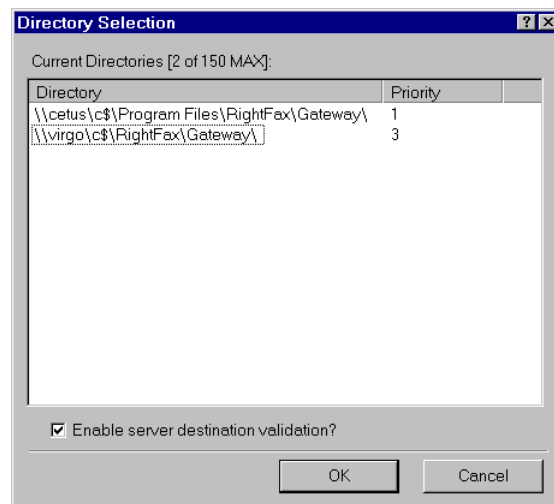 Directory Selection ? X
Current Directories [2 of 150 MAX]:
Directory Priority
\\cetus\c$\Program Files\RightFax\Gateway\ 1
\\virgo\c$\RightFax\Gateway\ 3
Enable server destination validation?
OK Cancel